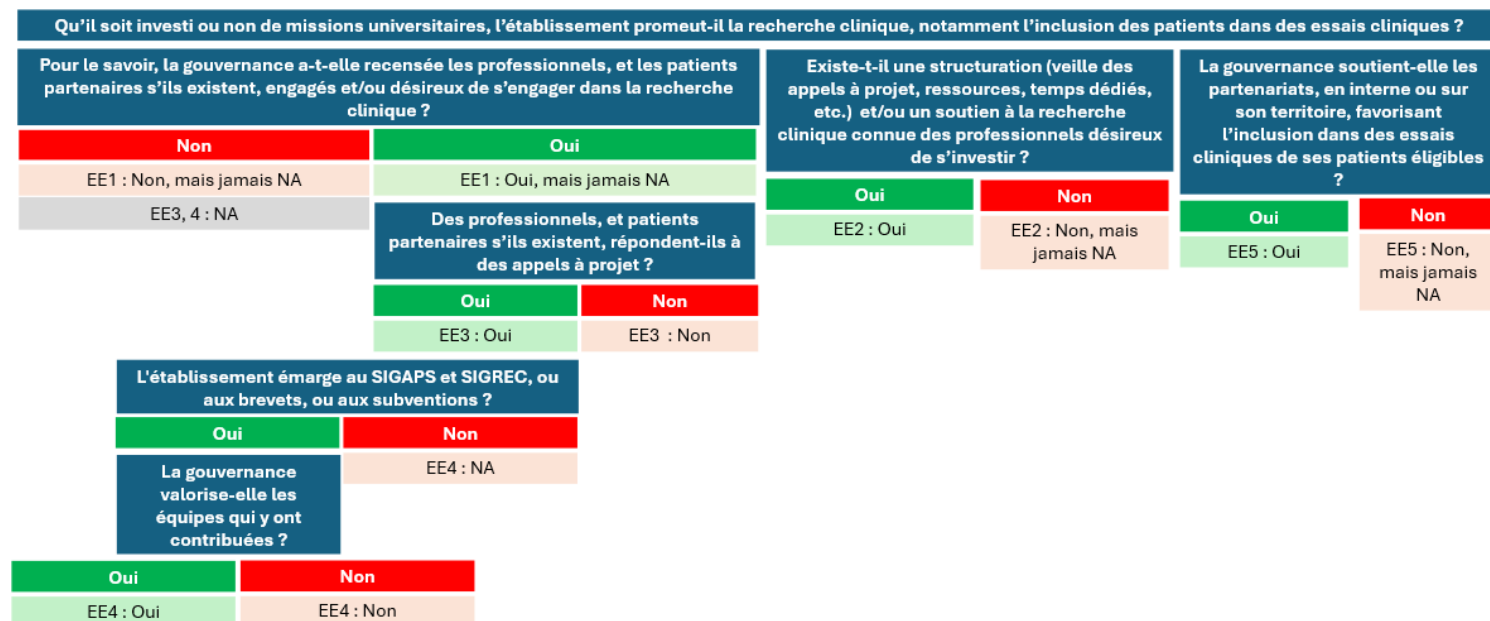 Qu’il soit investi ou non de missions universitaires, l’établissement promeut-il la recherche clinique, notamment l’inclusion des patients dans des essais cliniques ?
Pour le savoir, la gouvernance a-t-elle recensée les professionnels, et les patients
partenaires s’ils existent, engagés et/ou désireux de s’engager dans la recherche
clinique ?
Non
Oui
EE1 : Non, mais jamais NA
EE1 : Oui, mais jamais NA
EE3, 4 : NA
Des professionnels, et patients
partenaires s’ils existent, répondent-ils à
des appels à projet ?
Oui
Non
EE3 : Oui
EE3 : Non
L'établissement émarge au SIGAPS et SIGREC, ou
aux brevets, ou aux subventions ?
Oui
Non
La gouvernance
valorise-elle les
équipes qui y ont
contribuées ?
EE4 : NA
Oui
Non
EE4 : Oui
EE4 : Non
Existe-t-il une structuration (veille des
appels à projet, ressources, temps dédiés,
etc.) et/ou un soutien à la recherche
clinique connue des professionnels désireux
de s’investir ?
Oui
Non
EE2 : Oui
EE2 : Non, mais
jamais NA
La gouvernance soutient-elle les
partenariats, en interne ou sur
son territoire, favorisant
l’inclusion dans des essais
cliniques de ses patients éligibles
?
Oui
Non
EE5 : Oui
EE5 : Non,
mais jamais
NA